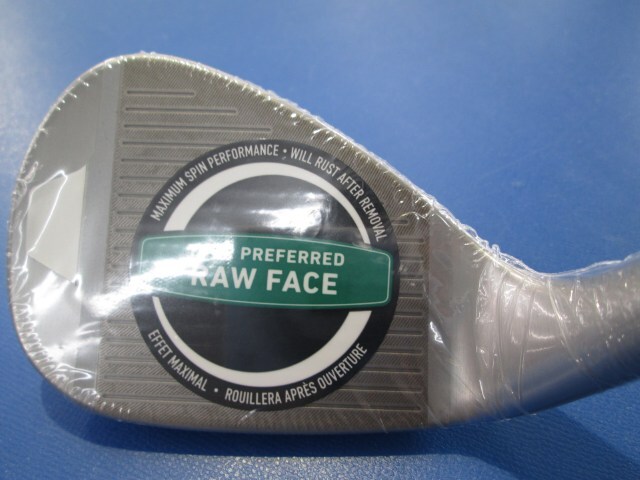 MAXIMUM SPIN PERFORMANCE • WILL RUST AFTER REMOVAL
PREFERRED
RAW FACE
EFFET MAXIMAL • ROUILLERA APRÈS OUVERTURE